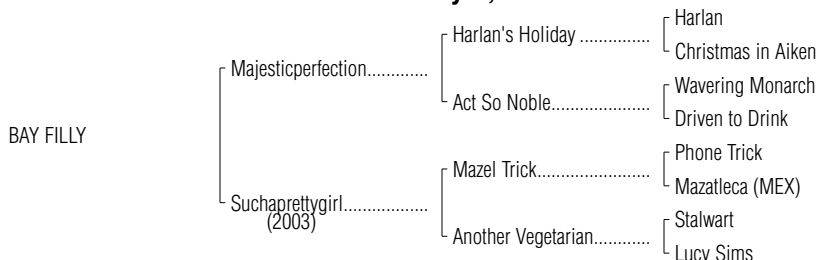 Harlan
Harlan's Holiday ...............
Christmas in Aiken
Majesticperfection.............
Wavering Monarch
Act So Noble.....................
Driven to Drink
BAY FILLY
Phone Trick
Mazel Trick.......................
Mazatleca (MEX)
Suchaprettygirl..................
(2003)
Stalwart
Another Vegetarian............
Lucy Sims